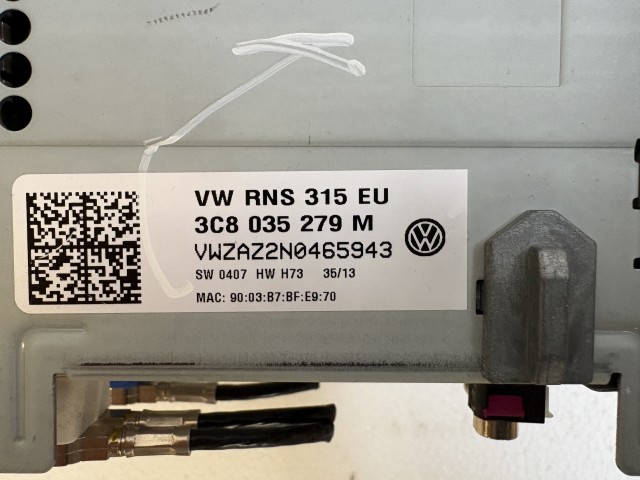 VW RNS 315 EU
3C8 035 279 M
VWZAZ2N0465943
SW 0407 HW H73 35/13
MAC: 90:03:B7:BF:E9:70